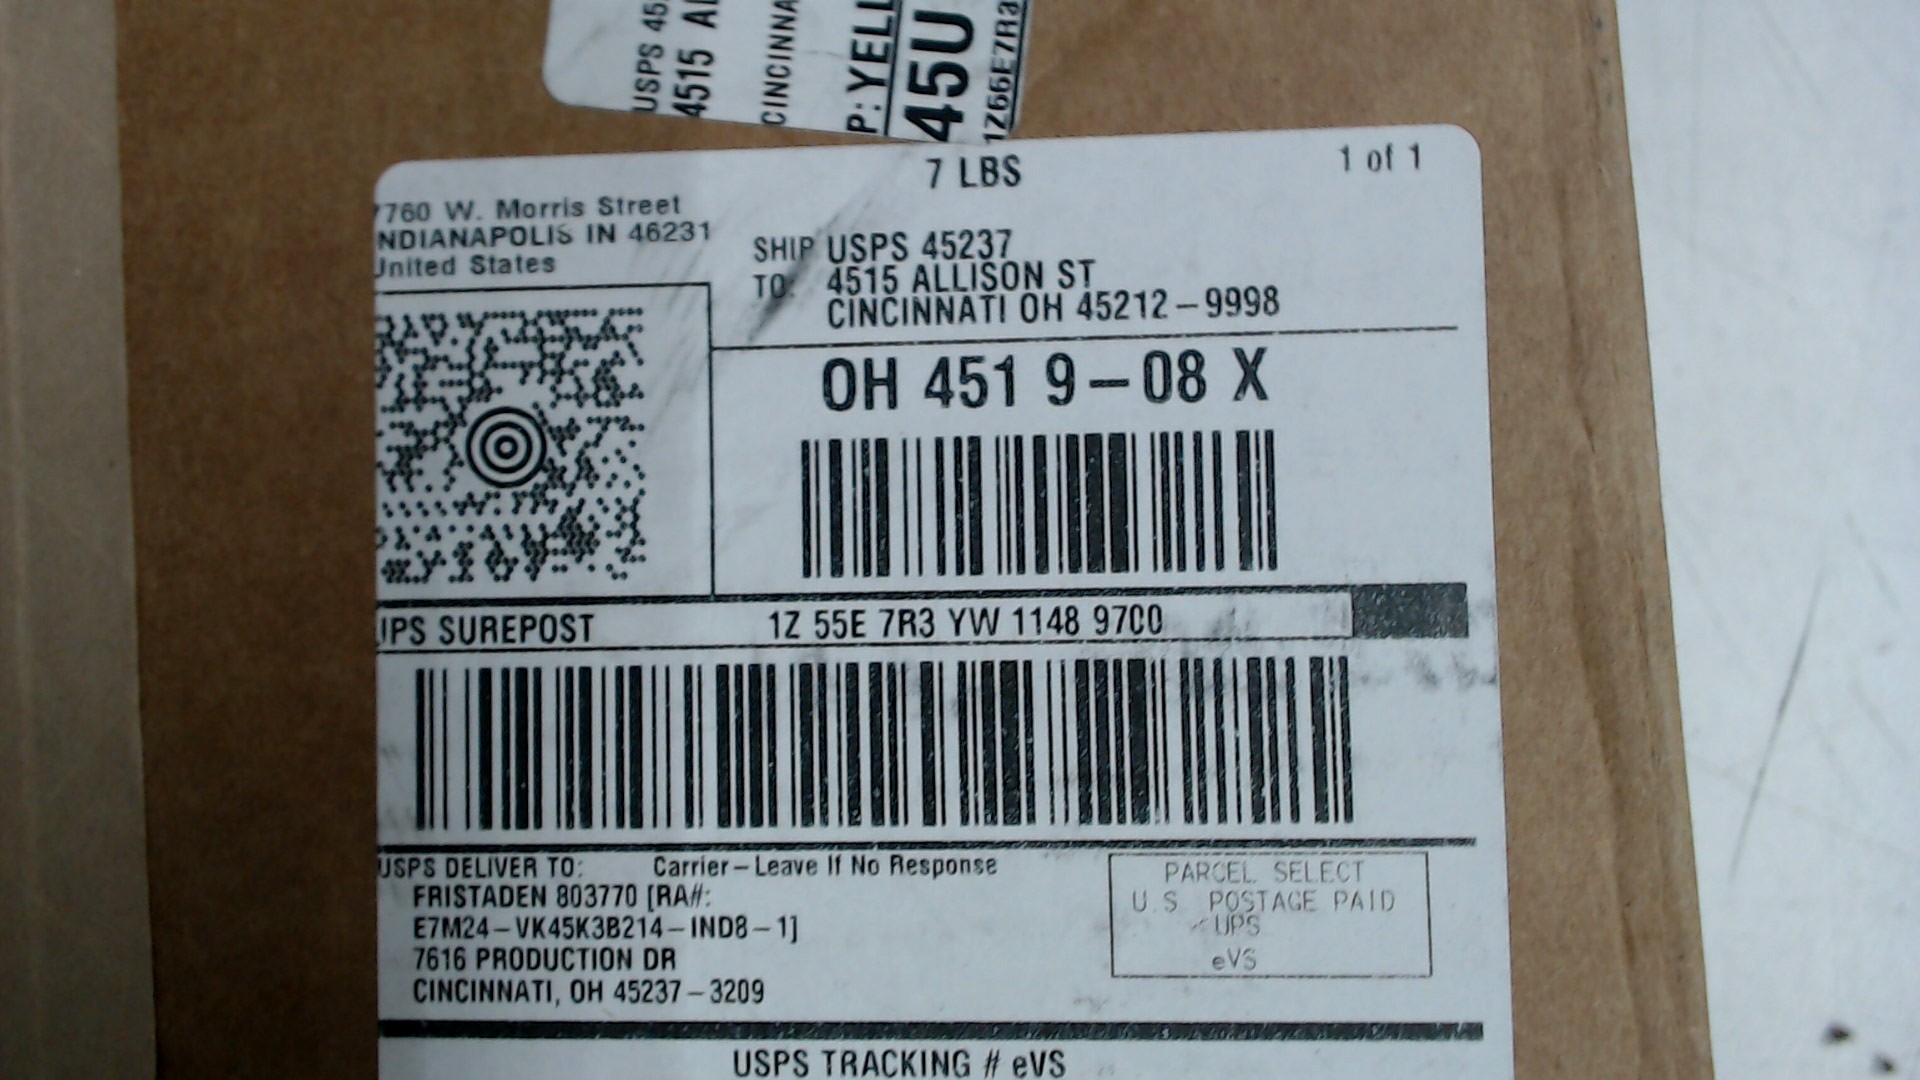 USPS 45
4515 Al
CINCINNA
P: YELL
45U
1Z66E7Ra
7 LBS
1 of 1
7760 W. Morris Street
NDIANAPOLIS IN 46231
United States
SHIP TO: USPS 45237
4515 ALLISON ST
CINCINNATI OH 45212-9998
OH 451 9-08 X
UPS SUREPOST
1Z 55E 7R3 YW 1148 9700
USPS DELIVER TO: Carrier-Leave If No Response
FRISTADEN 803770 [RA#:
E7M24-VK45K3B214-IND8-1]
7616 PRODUCTION DR
CINCINNATI, OH 45237-3209
PARCEL SELECT
U.S. POSTAGE PAID
UPS
eVS
USPS TRACKING # eVS